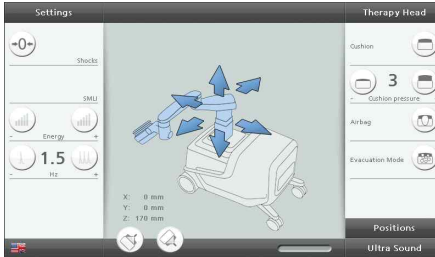 Settings
Therapy Head
0
Shocks
SMLI
- Energy +
1.5
- Hz +
X: 0 mm
Y: 0 mm
Z: 170 mm
Cushion
3
- Cushion pressure
Airbag
Evacuation Mode
Positions
Ultra Sound